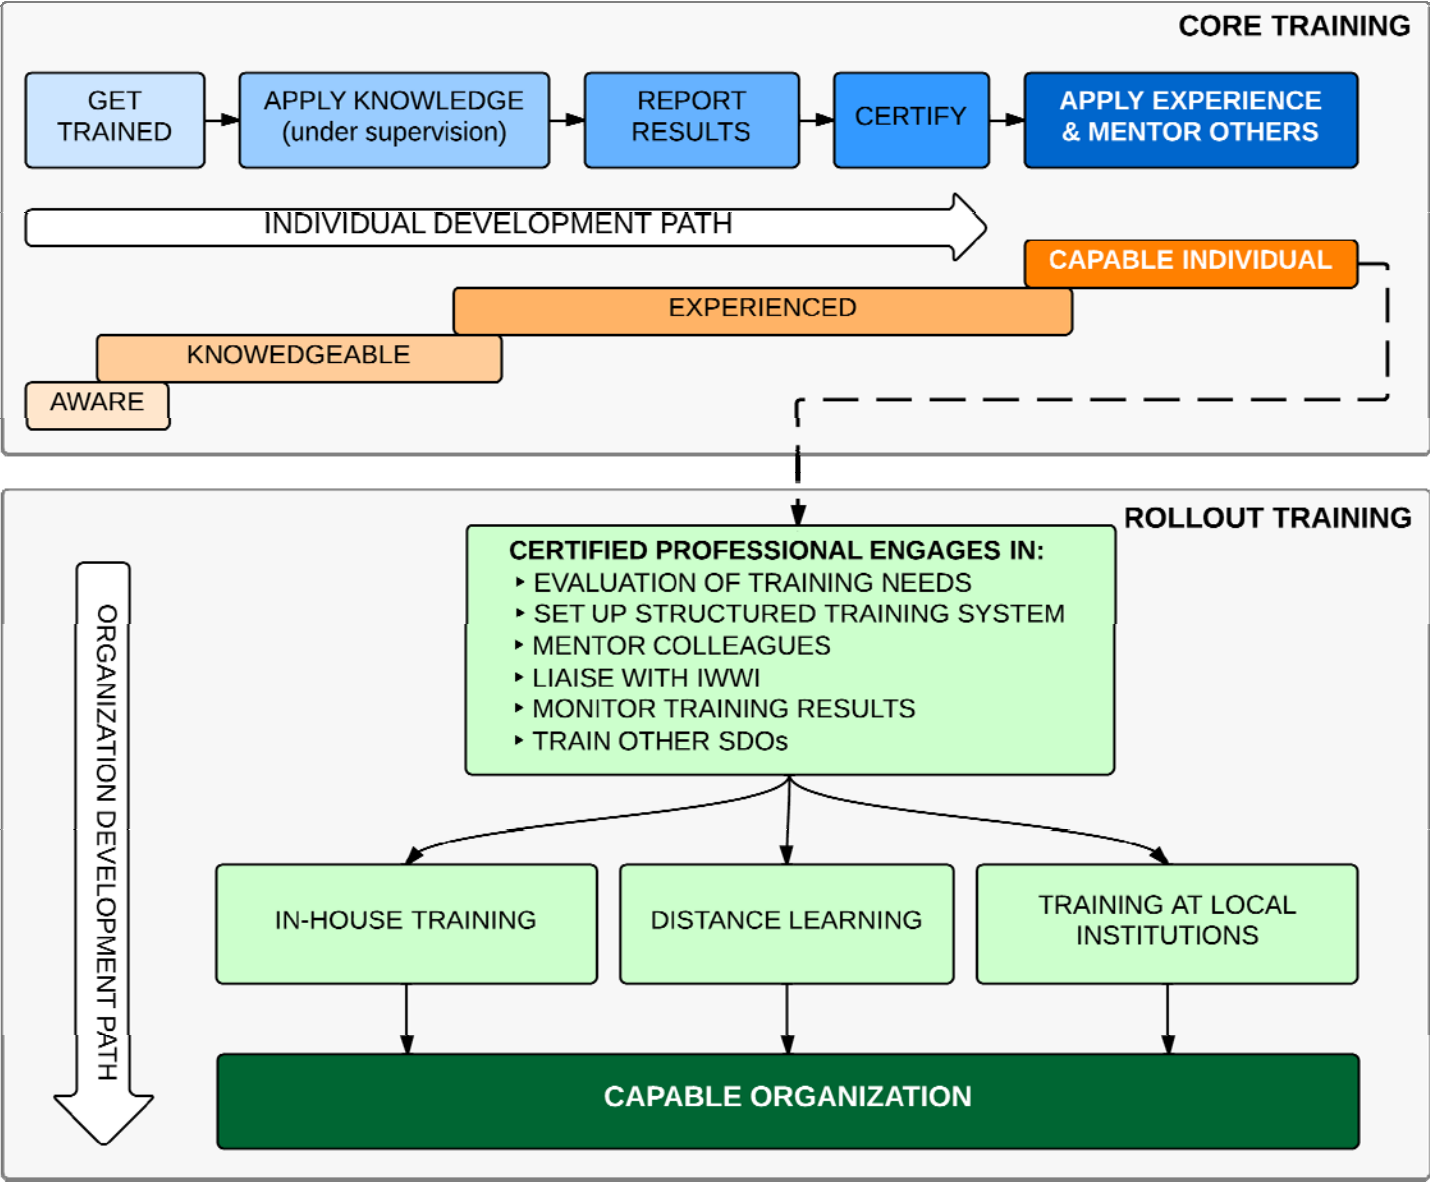 CORE TRAINING
GET
TRAINED
APPLY KNOWLEDGE
(under supervision)
REPORT
RESULTS
CERTIFY
APPLY EXPERIENCE
& MENTOR OTHERS
INDIVIDUAL DEVELOPMENT PATH
CAPABLE INDIVIDUAL
EXPERIENCED
KNOWEDGEABLE
AWARE
ROLLOUT TRAINING
ORGANIZATION DEVELOPMENT PATH
CERTIFIED PROFESSIONAL ENGAGES IN:
‣ EVALUATION OF TRAINING NEEDS
‣ SET UP STRUCTURED TRAINING SYSTEM
‣ MENTOR COLLEAGUES
‣ LIAISE WITH IWWI
‣ MONITOR TRAINING RESULTS
‣ TRAIN OTHER SDOs
IN-HOUSE TRAINING
DISTANCE LEARNING
TRAINING AT LOCAL
INSTITUTIONS
CAPABLE ORGANIZATION